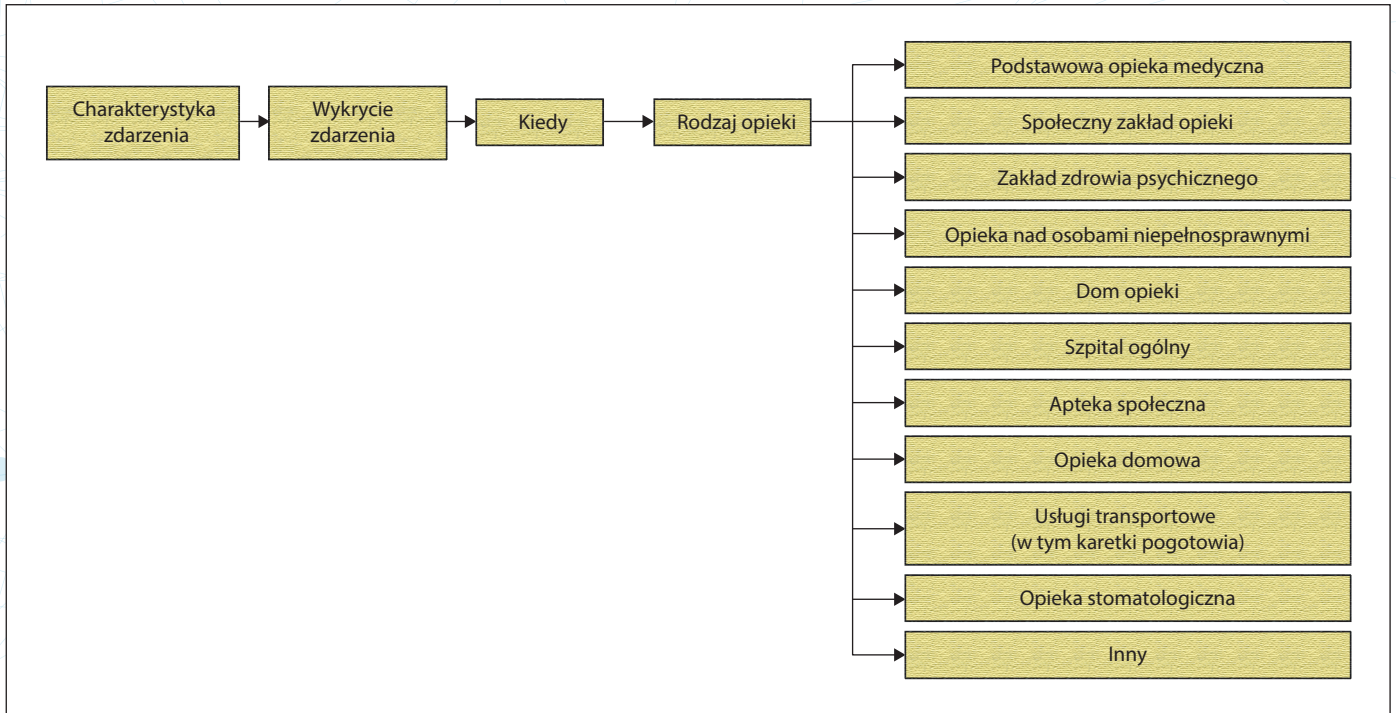 Charakterystyka
zdarzenia
Wykrycie
zdarzenia
Kiedy
Rodzaj opieki
Podstawowa opieka medyczna
Społeczny zakład opieki
Zakład zdrowia psychicznego
Opieka nad osobami niepełnosprawnymi
Dom opieki
Szpital ogólny
Apteka społeczna
Opieka domowa
Usługi transportowe
(w tym karetki pogotowia)
Opieka stomatologiczna
Inny